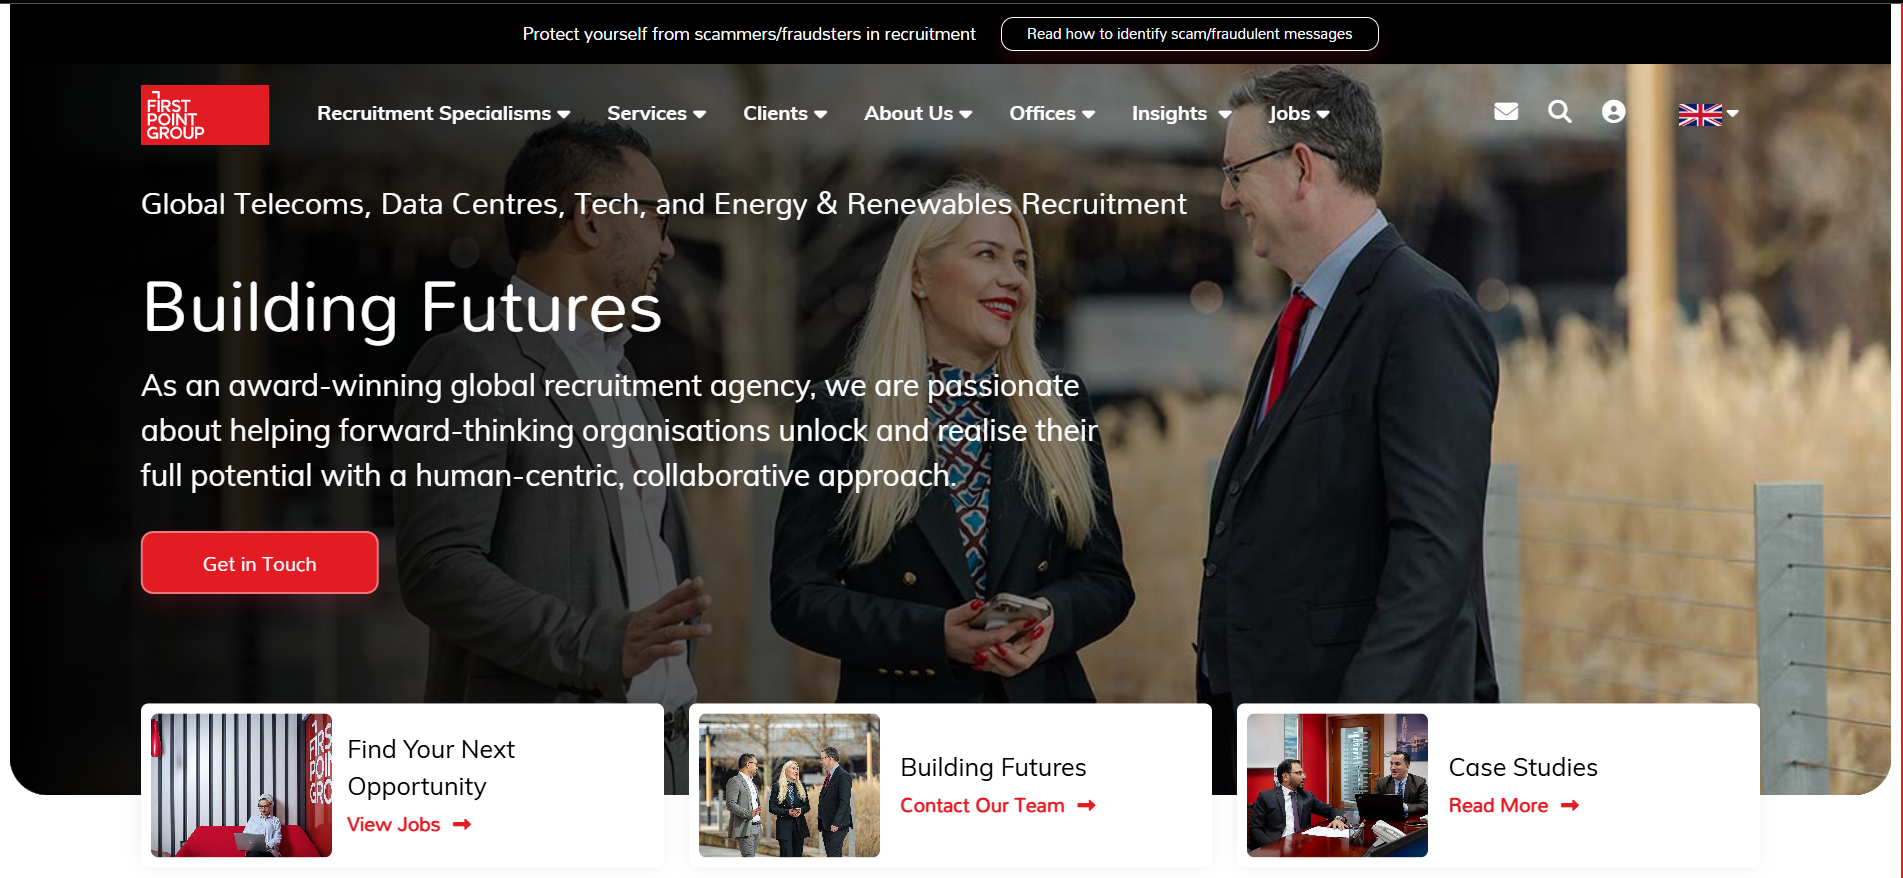 Protect yourself from scammers/fraudsters in recruitment
Read how to identify scam/fraudulent messages
FIRST
POINT
GROUP
Recruitment Specialisms
Services
Clients
About Us
Offices
Insights
Jobs
Global Telecoms, Data Centres, Tech, and Energy & Renewables Recruitment
Building Futures
As an award-winning global recruitment agency, we are passionate
about helping forward-thinking organisations unlock and realise their
full potential with a human-centric, collaborative approach.
Get in Touch
Find Your Next
Opportunity
View Jobs
Building Futures
Contact Our Team
Case Studies
Read More